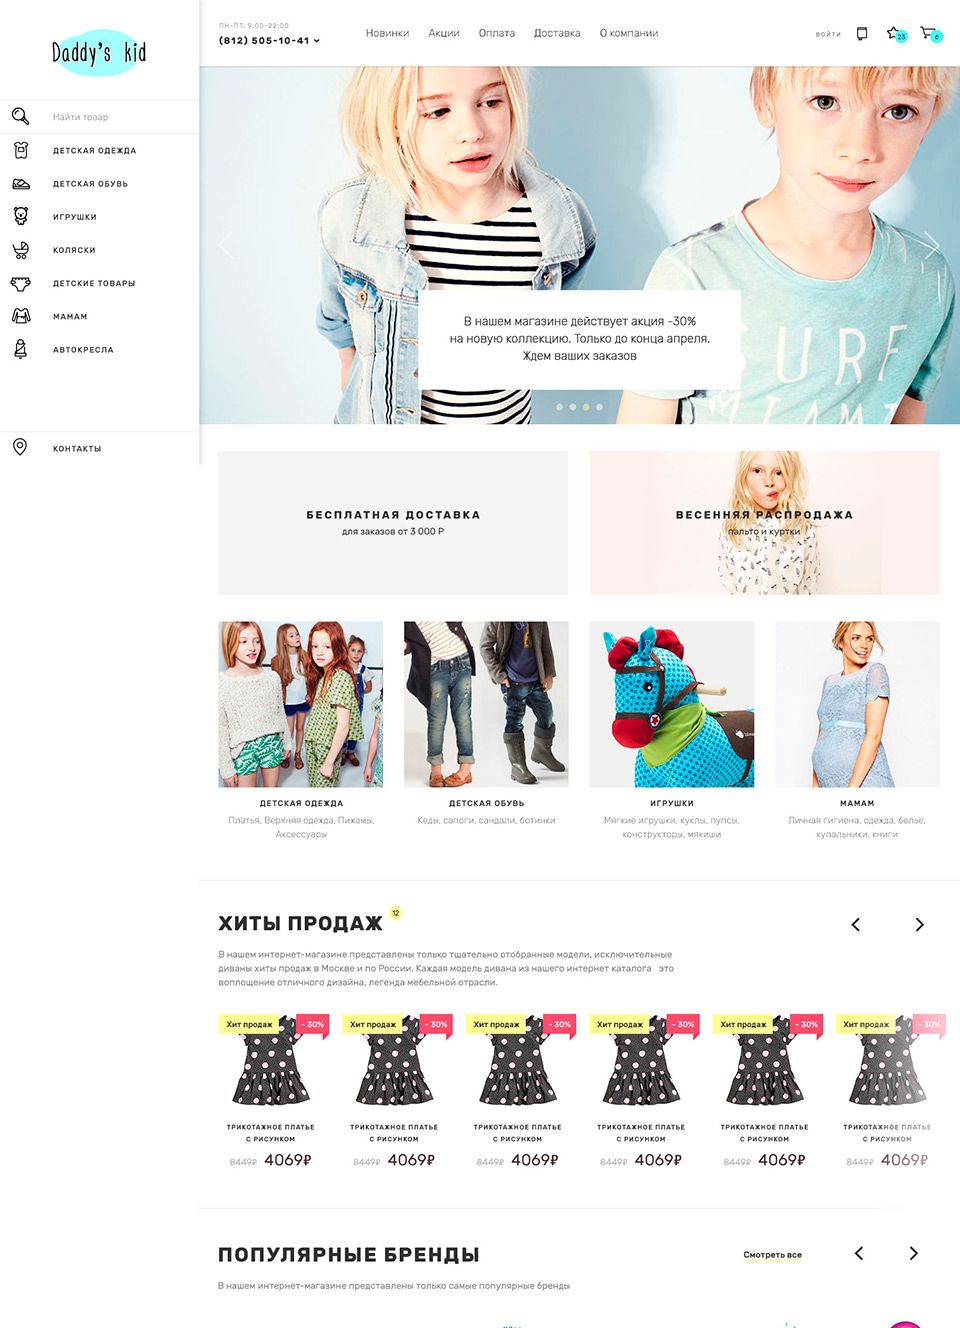 Daddy's kid
ПН-ПТ: 9:00-22:00
(812) 505-10-41
Новинки Акции Оплата Доставка О компании
ВОЙТИ
23
6
Найти товар
ДЕТСКАЯ ОДЕЖДА
ДЕТСКАЯ ОБУВЬ
ИГРУШКИ
КОЛЯСКИ
ДЕТСКИЕ ТОВАРЫ
МАМАМ
АВТОКРЕСЛА
КОНТАКТЫ
SURF
MIAMI
В нашем магазине действует акция -30%
на новую коллекцию. Только до конца апреля.
Ждем ваших заказов
БЕСПЛАТНАЯ ДОСТАВКА
для заказов от 3 000 Р
ВЕСЕННЯЯ РАСПРОДАЖА
пальто и куртки
ДЕТСКАЯ ОДЕЖДА
Платья, Верхняя одежда, Пижамы,
Аксессуары
ДЕТСКАЯ ОБУВЬ
Кеды, сапоги, сандали, ботинки
ИГРУШКИ
Мягкие игрушки, куклы, пупсы,
конструкторы, мякиши
МАМАМ
Личная гигиена, одежда, белье,
купальники, книги
ХИТЫ ПРОДАЖ 12
В нашем интернет-магазине представлены только тщательно отобранные модели, исключительные
диваны хиты продаж в Москве и по России. Каждая модель дивана из нашего интернет каталога это
воплощение отличного дизайна, легенда мебельной отрасли.
Хит продаж - 30%
ТРИКОТАЖНОЕ ПЛАТЬЕ
С РИСУНКОМ
8449₽ 4069₽
Хит продаж - 30%
ТРИКОТАЖНОЕ ПЛАТЬЕ
С РИСУНКОМ
8449₽ 4069₽
Хит продаж - 30%
ТРИКОТАЖНОЕ ПЛАТЬЕ
С РИСУНКОМ
8449₽ 4069₽
Хит продаж - 30%
ТРИКОТАЖНОЕ ПЛАТЬЕ
С РИСУНКОМ
8449₽ 4069₽
Хит продаж - 30%
ТРИКОТАЖНОЕ ПЛАТЬЕ
С РИСУНКОМ
8449₽ 4069₽
Хит продаж - 30%
ТРИКОТАЖНОЕ ПЛАТЬЕ
С РИСУНКОМ
8449₽ 4069₽
ПОПУЛЯРНЫЕ БРЕНДЫ
Смотреть все
В нашем интернет-магазине представлены только самые популярные бренды